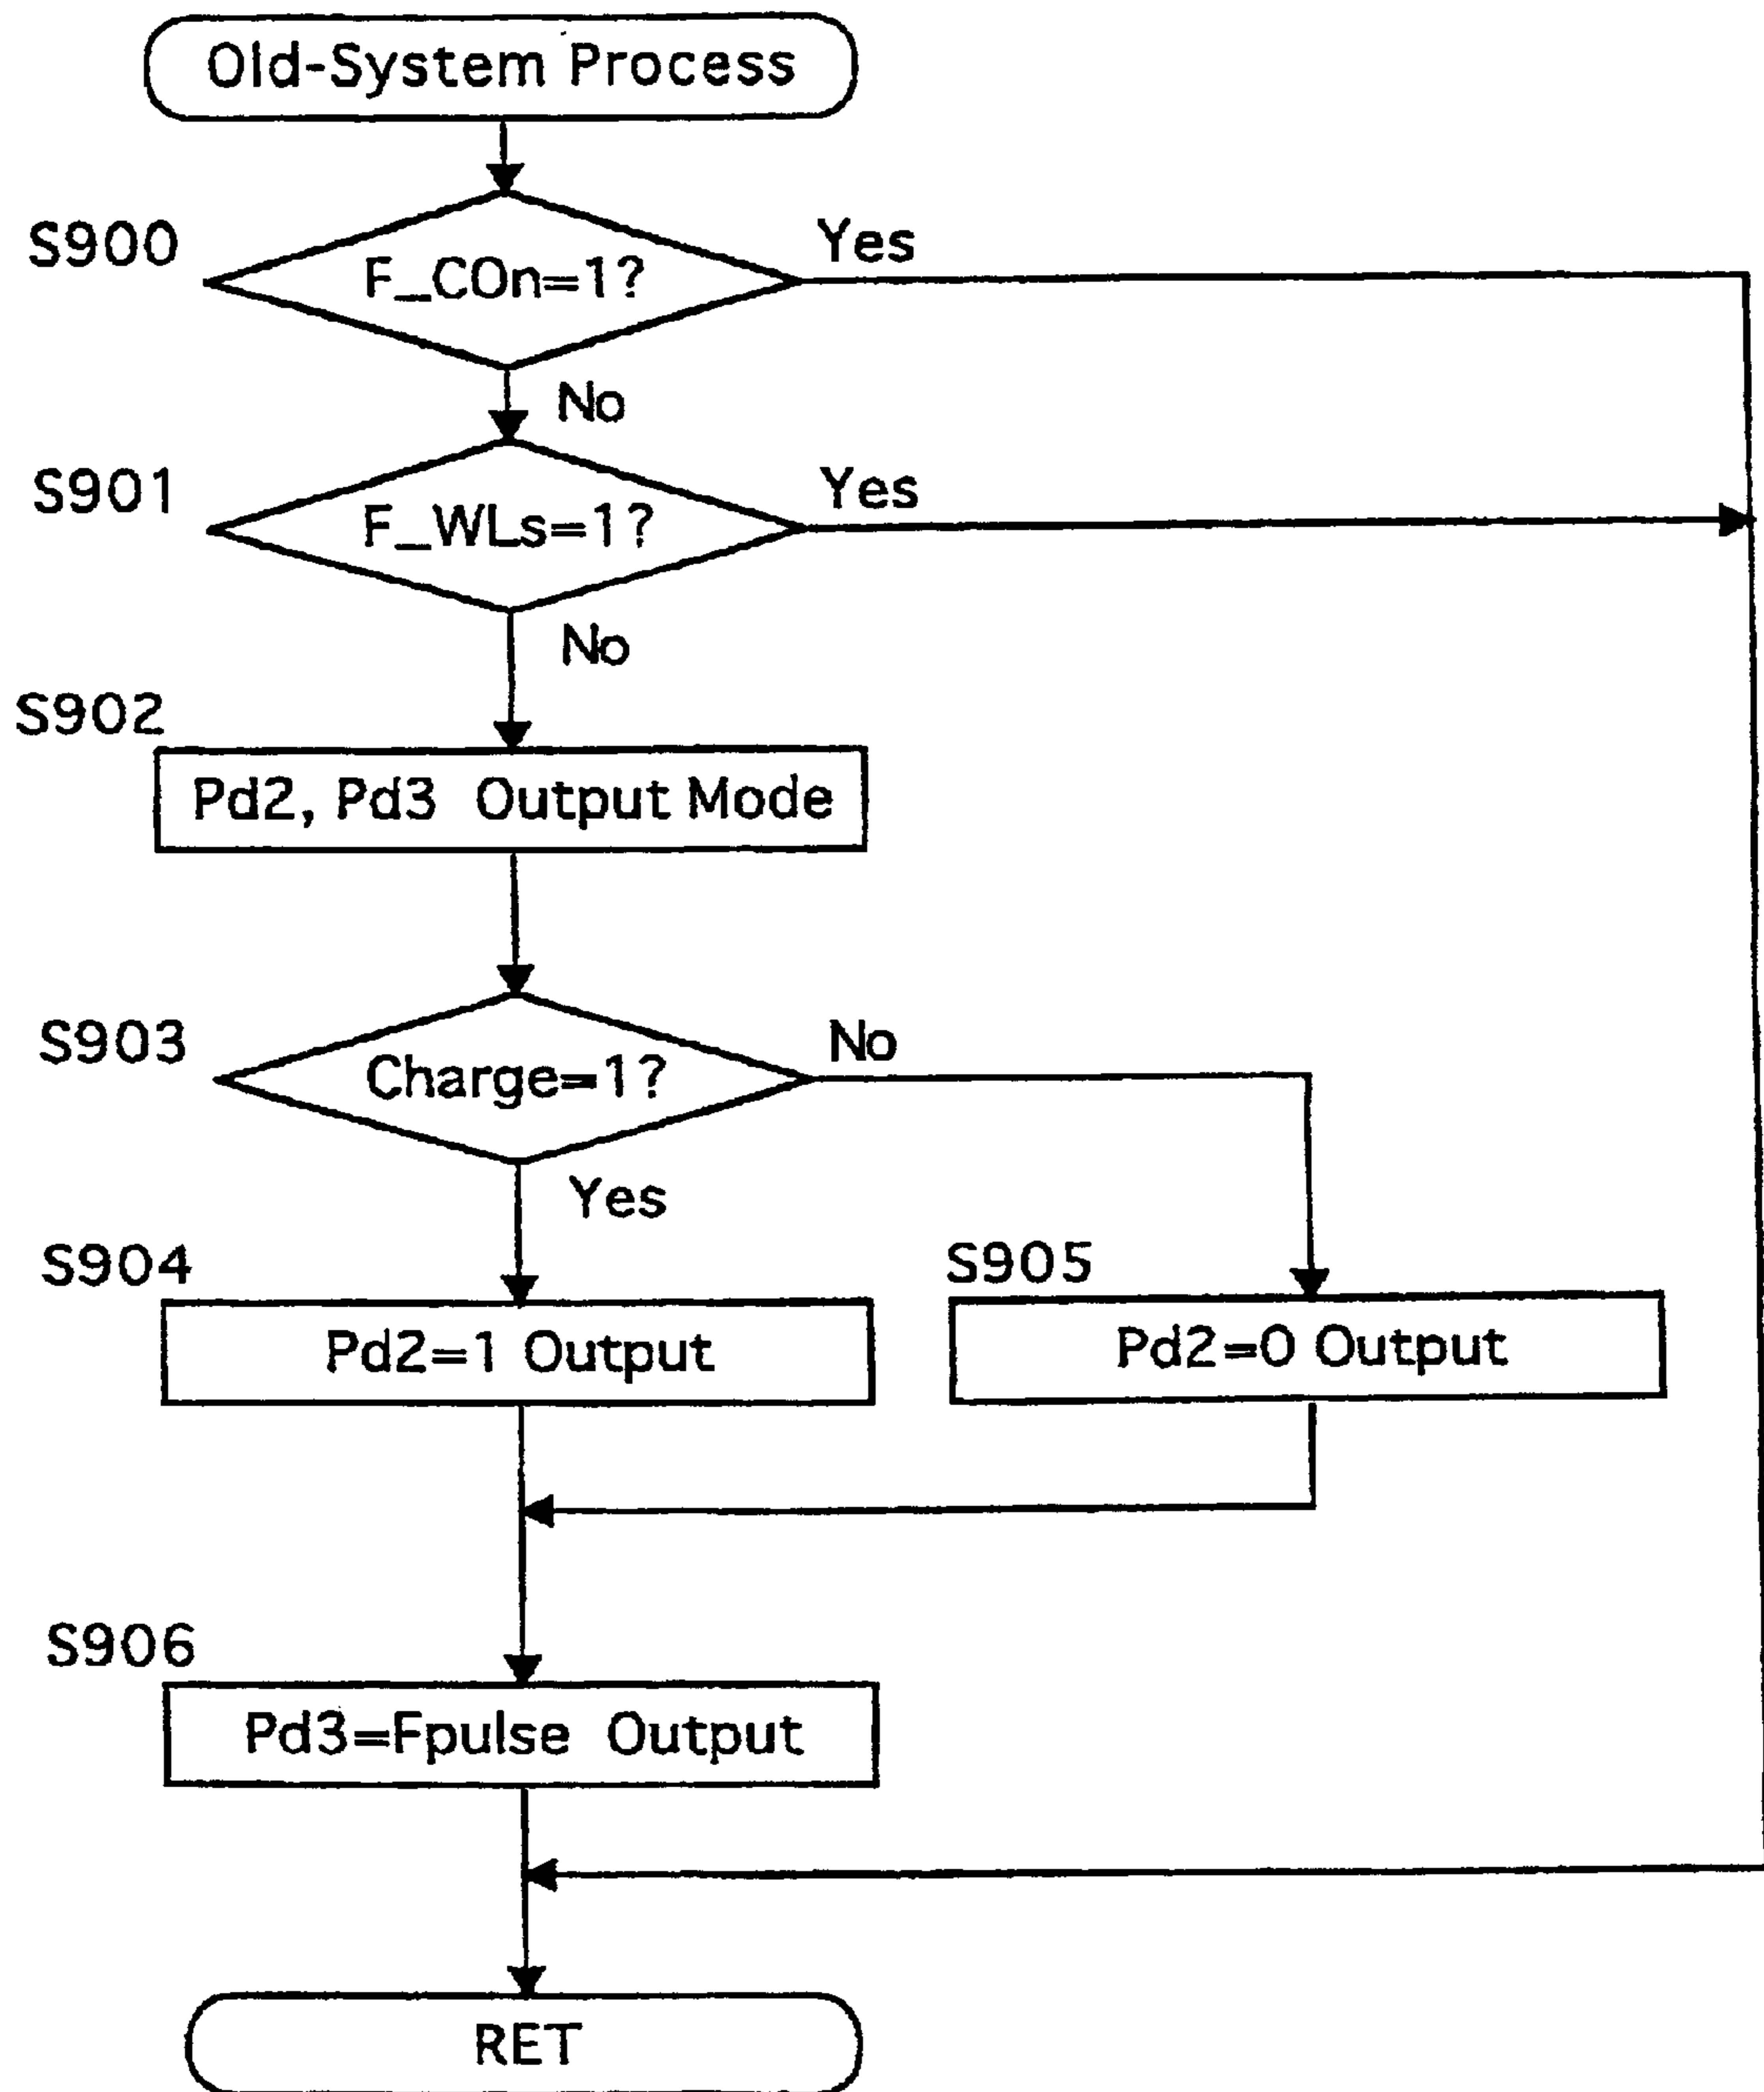 Old-System Process
S900
F_COn=1?
Yes
No
S901
F_WLs=1?
Yes
No
S902
Pd2, Pd3 Output Mode
S903
Charge=1?
No
Yes
S904
Pd2=1 Output
S905
Pd2=0 Output
S906
Pd3=Fpulse Output
RET